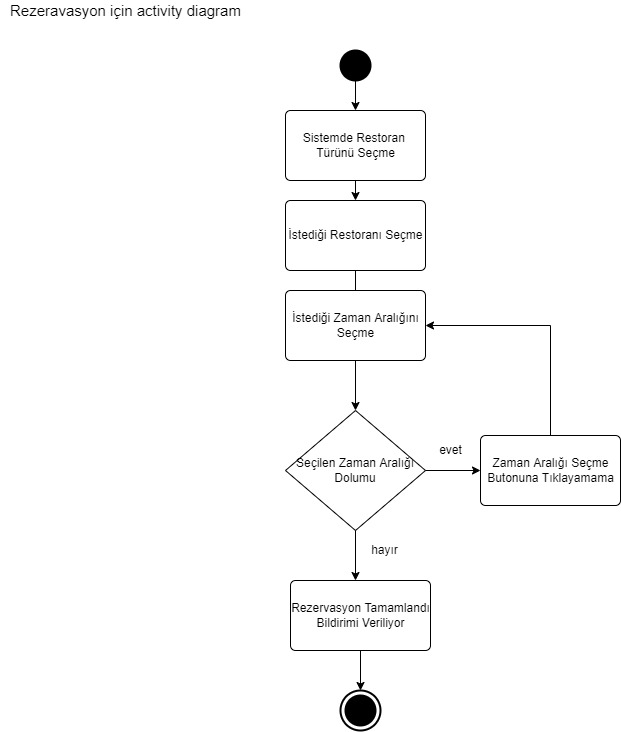 Rezeravasyon için activity diagram
Sistemde Restoran
Türünü Seçme
İstediği Restoranı Seçme
İstediği Zaman Aralığını
Seçme
Seçilen Zaman Aralığı
Dolumu
evet
Zaman Aralığı Seçme
Butonuna Tıklayamama
hayır
Rezervasyon Tamamlandı
Bildirimi Veriliyor